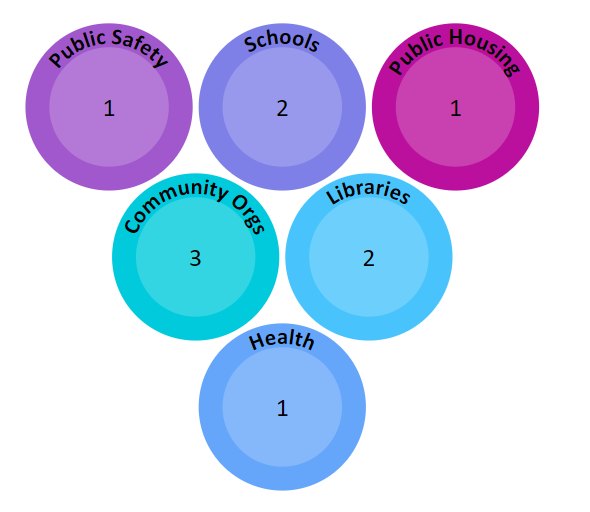 Public Safety
1
Schools
2
Public Housing
1
Community Orgs
3
Libraries
2
Health
1